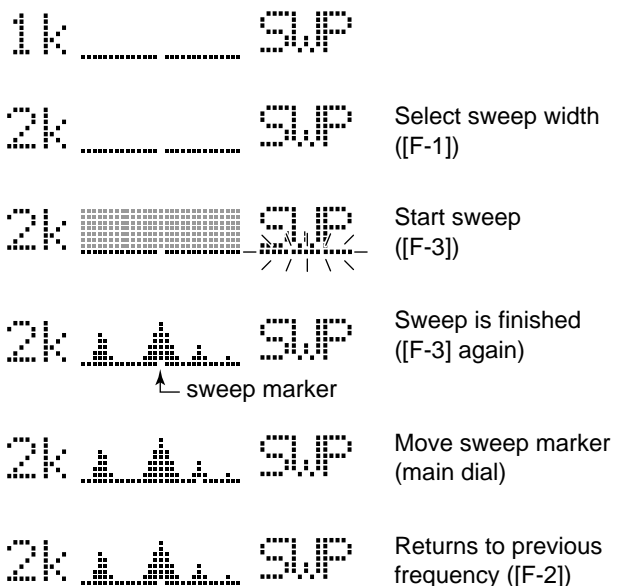 1k SWP
2k SWP Select sweep width
([F-1])
2k SWP Start sweep
([F-3])
2k SWP Sweep is finished
([F-3] again)
sweep marker
2k SWP Move sweep marker
(main dial)
2k SWP Returns to previous
frequency ([F-2])